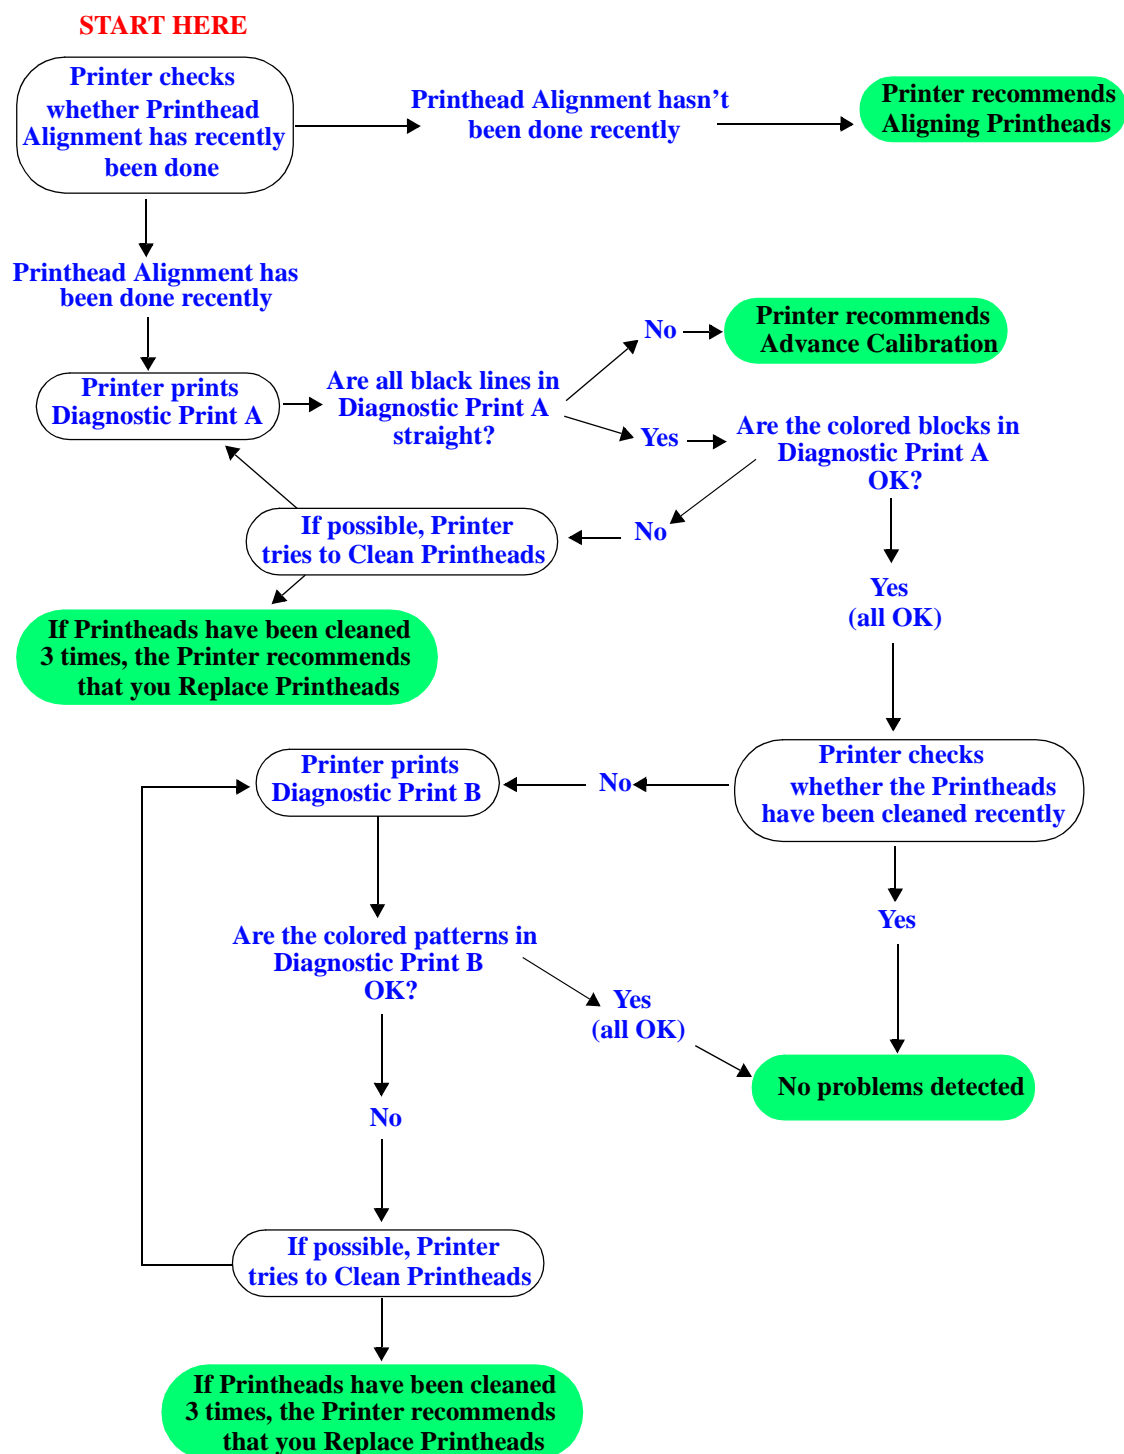 START HERE
Printer checks
whether Printhead
Alignment has recently
been done
Printhead Alignment hasn't
been done recently
Printer recommends
Aligning Printheads
Printhead Alignment has
been done recently
Printer prints
Diagnostic Print A
Are all black lines in
Diagnostic Print A
straight?
No
Printer recommends
Advance Calibration
Yes
Are the colored blocks in
Diagnostic Print A
OK?
No
If possible, Printer
tries to Clean Printheads
If Printheads have been cleaned
3 times, the Printer recommends
that you Replace Printheads
Yes
(all OK)
Printer checks
whether the Printheads
have been cleaned recently
No
Printer prints
Diagnostic Print B
Yes
Are the colored patterns in
Diagnostic Print B
OK?
Yes
(all OK)
No problems detected
No
If possible, Printer
tries to Clean Printheads
If Printheads have been cleaned
3 times, the Printer recommends
that you Replace Printheads